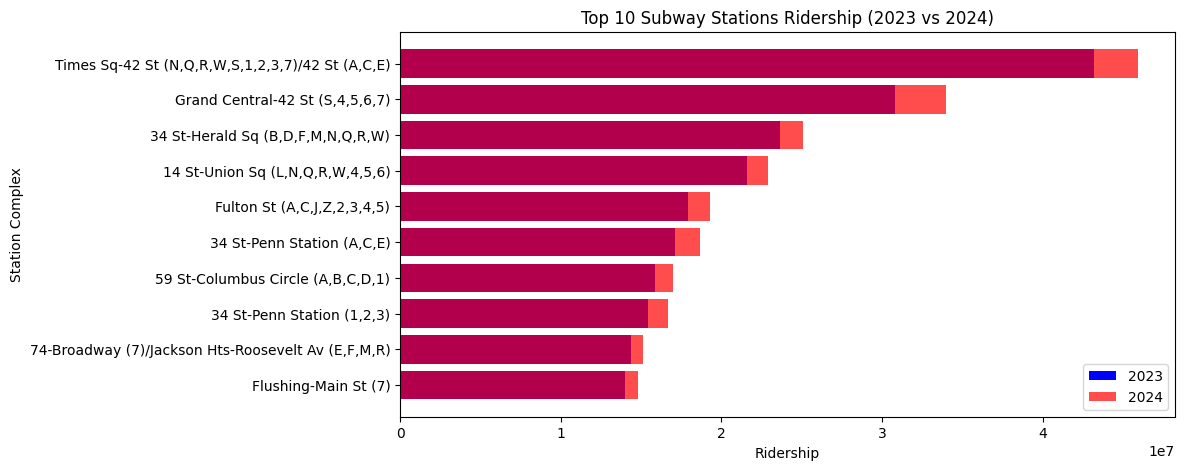 Top 10 Subway Stations Ridership (2023 vs 2024)
Station Complex
Times Sq-42 St (N,Q,R,W,S,1,2,3,7)/42 St (A,C,E)
Grand Central-42 St (S,4,5,6,7)
34 St-Herald Sq (B,D,F,M,N,Q,R,W)
14 St-Union Sq (L,N,Q,R,W,4,5,6)
Fulton St (A,C,J,Z,2,3,4,5)
34 St-Penn Station (A,C,E)
59 St-Columbus Circle (A,B,C,D,1)
34 St-Penn Station (1,2,3)
74-Broadway (7)/Jackson Hts-Roosevelt Av (E,F,M,R)
Flushing-Main St (7)
2023
2024
0 1 2 3 4
1e7
Ridership